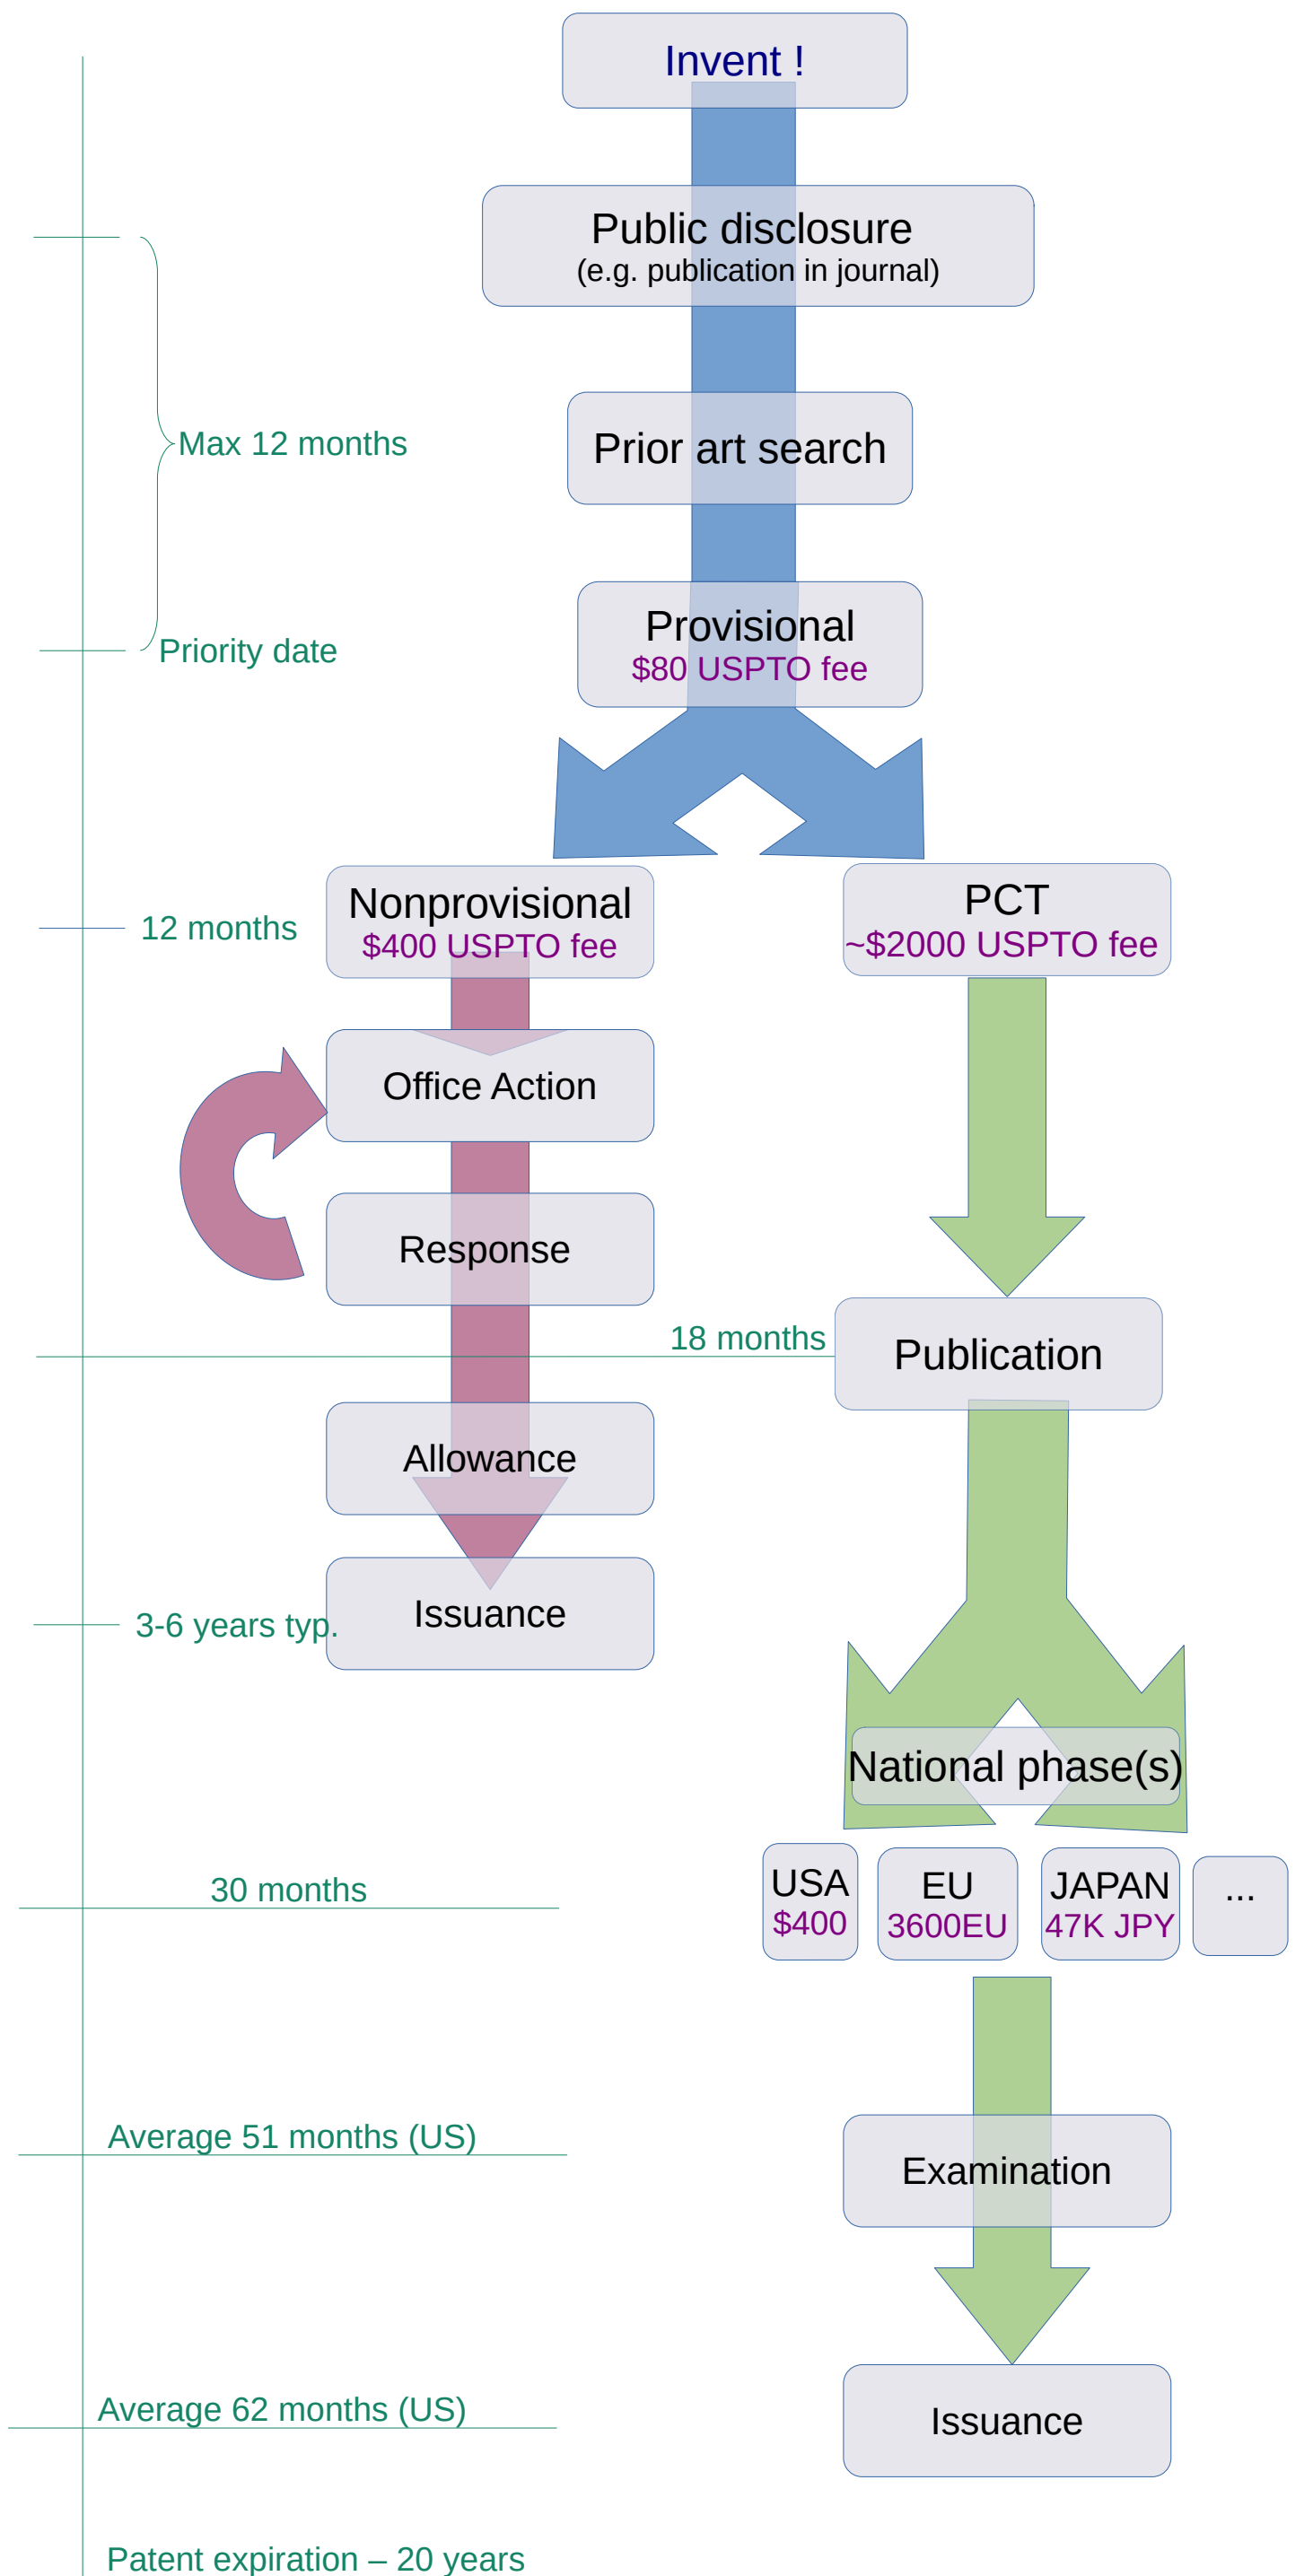 Invent !
Public disclosure
(e.g. publication in journal)
Max 12 months
Prior art search
Provisional
$80 USPTO fee
Priority date
Nonprovisional
$400 USPTO fee
PCT
~$2000 USPTO fee
12 months
Office Action
Response
18 months
Publication
Allowance
Issuance
3-6 years typ.
National phase(s)
USA
$400
EU
3600EU
JAPAN
47K JPY
...
30 months
Average 51 months (US)
Examination
Average 62 months (US)
Issuance
Patent expiration – 20 years